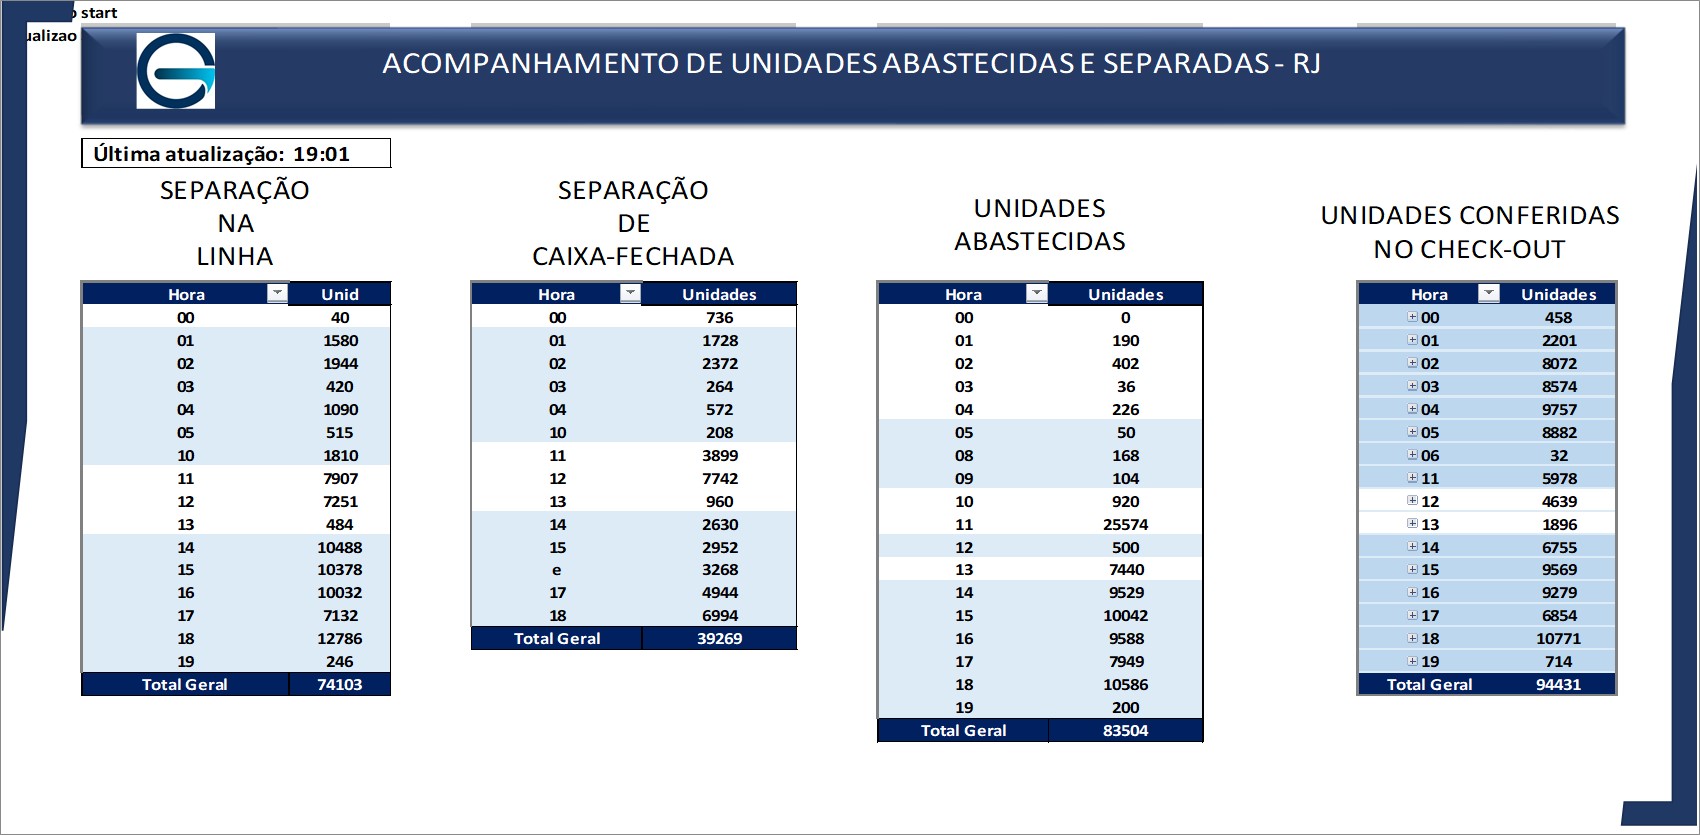 o start
ualizao
ACOMPANHAMENTO DE UNIDADES ABASTECIDAS E SEPARADAS - RJ
Última atualização: 19:01
SEPARAÇÃO
NA
LINHA
Hora Unid
00 40
01 1580
02 1944
03 420
04 1090
05 515
10 1810
11 7907
12 7251
13 484
14 10488
15 10378
16 10032
17 7132
18 12786
19 246
Total Geral 74103
SEPARAÇÃO
DE
CAIXA-FECHADA
Hora Unidades
00 736
01 1728
02 2372
03 264
04 572
10 208
11 3899
12 7742
13 960
14 2630
15 2952
e 3268
17 4944
18 6994
Total Geral 39269
UNIDADES
ABASTECIDAS
Hora Unidades
00 0
01 190
02 402
03 36
04 226
05 50
08 168
09 104
10 920
11 25574
12 500
13 7440
14 9529
15 10042
16 9588
17 7949
18 10586
19 200
Total Geral 83504
UNIDADES CONFERIDAS
NO CHECK-OUT
Hora Unidades
00 458
01 2201
02 8072
03 8574
04 9757
05 8882
06 32
11 5978
12 4639
13 1896
14 6755
15 9569
16 9279
17 6854
18 10771
19 714
Total Geral 94431